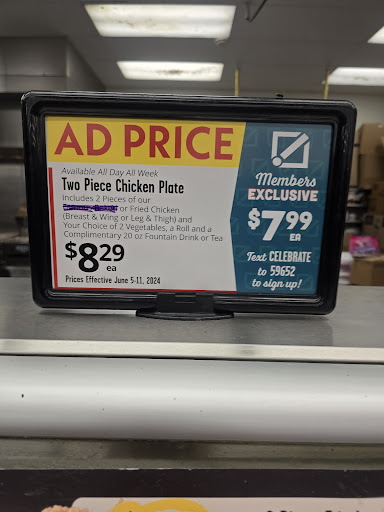 AD PRICE
Available All Day All Week
Two Piece Chicken Plate
Includes 2 Pieces of our
or Fried Chicken
(Breast & Wing or Leg & Thigh) and
Your Choice of 2 Vegetables, a Roll and a
Complimentary 20 oz Fountain Drink or Tea
$8.29
ea
Prices Effective June 5-11, 2024
Members
EXCLUSIVE
$7.99
EA
Text CELEBRATE
to 59652
to sign up!